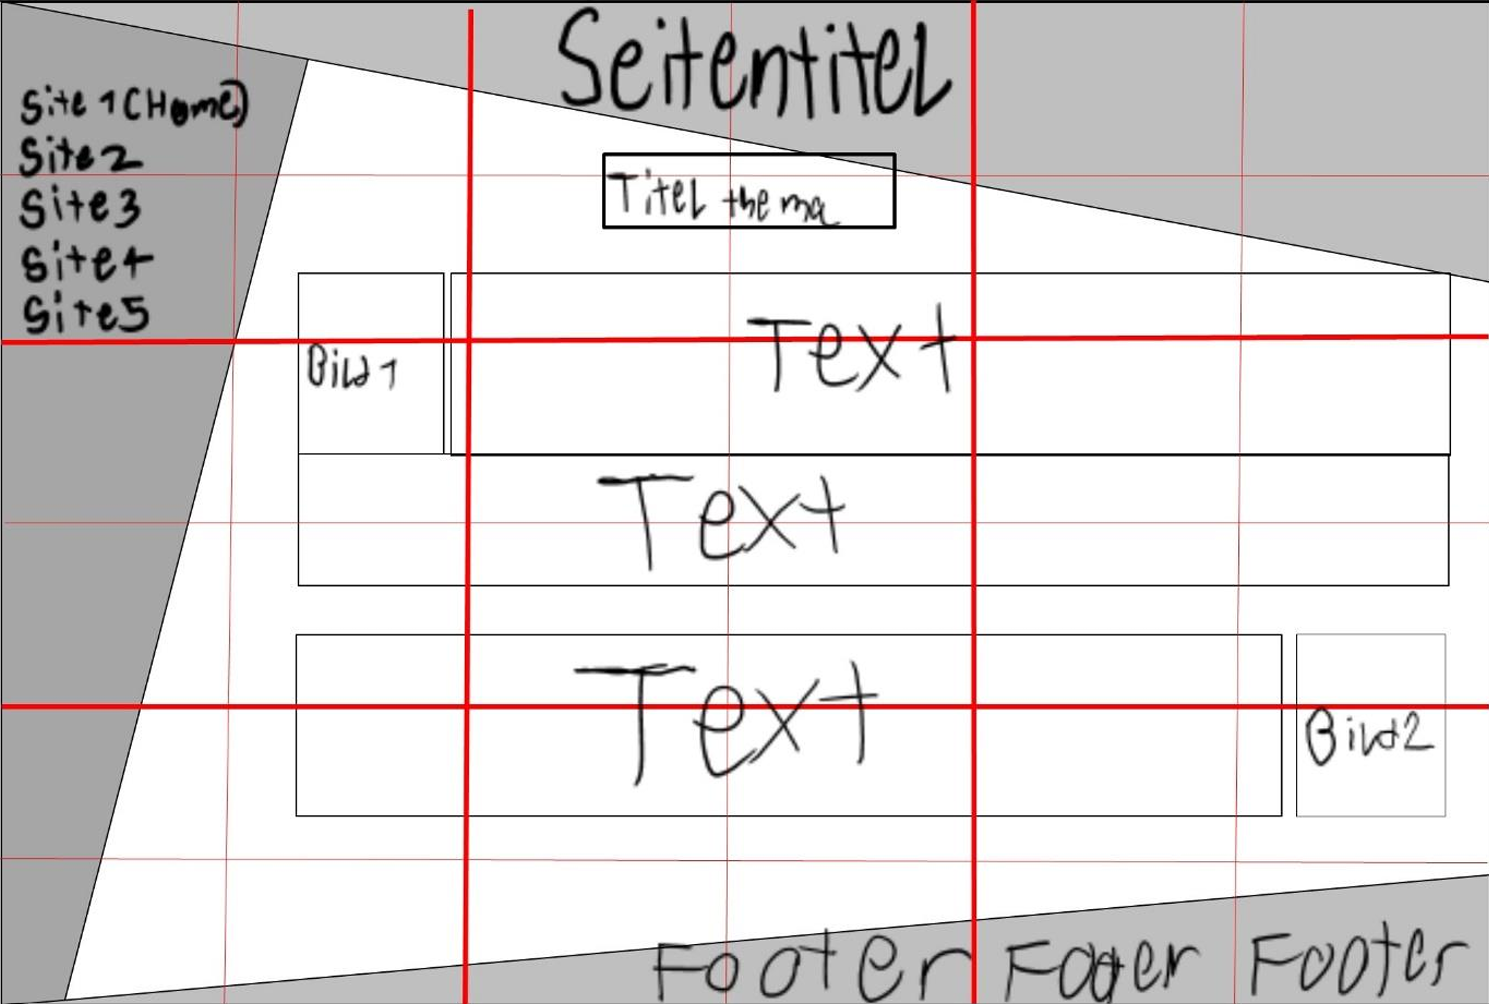 Seitentitel
Site 1 (Home)
Site 2
Site 3
Site 4
Site 5
Titel thema
Bild 1
Text
Text
Text
Bild 2
Footer Footer Footer